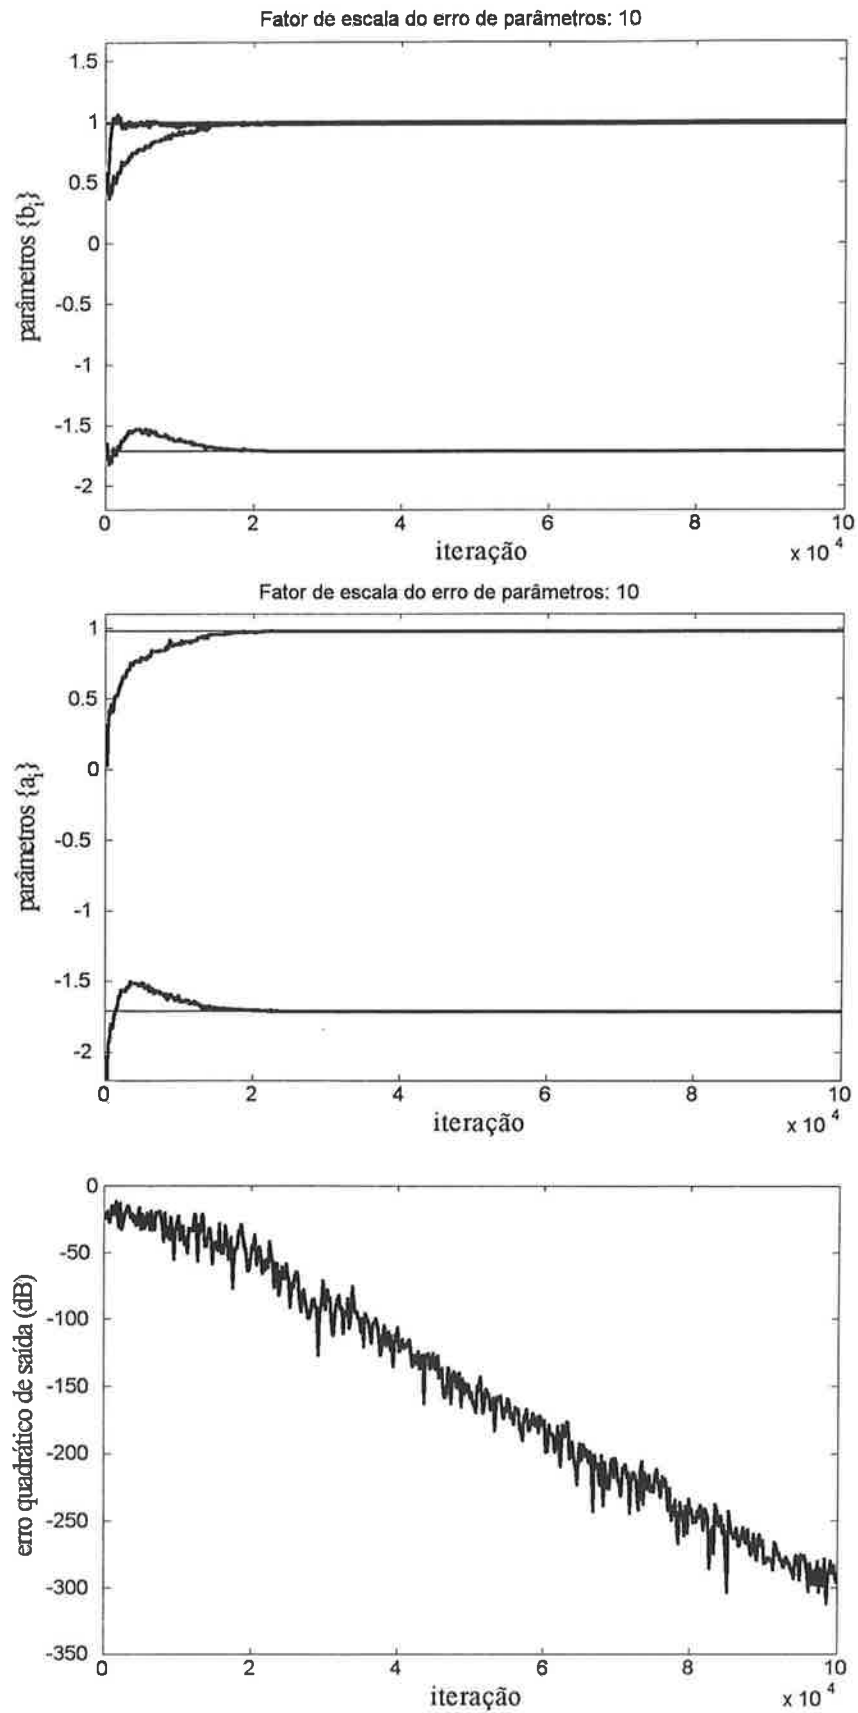 Fator de escala do erro de parâmetros: 10
1.5
1
0.5
0
-0.5
-1
-1.5
-2
parâmetros {bᵢ}
0 2 4 6 8 10
iteração
x 10 ⁴
Fator de escala do erro de parâmetros: 10
1
0.5
0
-0.5
-1
-1.5
-2
parâmetros {aᵢ}
0 2 4 6 8 10
iteração
x 10 ⁴
0
-50
-100
-150
-200
-250
-300
-350
erro quadrático de saída (dB)
0 2 4 6 8 10
iteração
x 10 ⁴